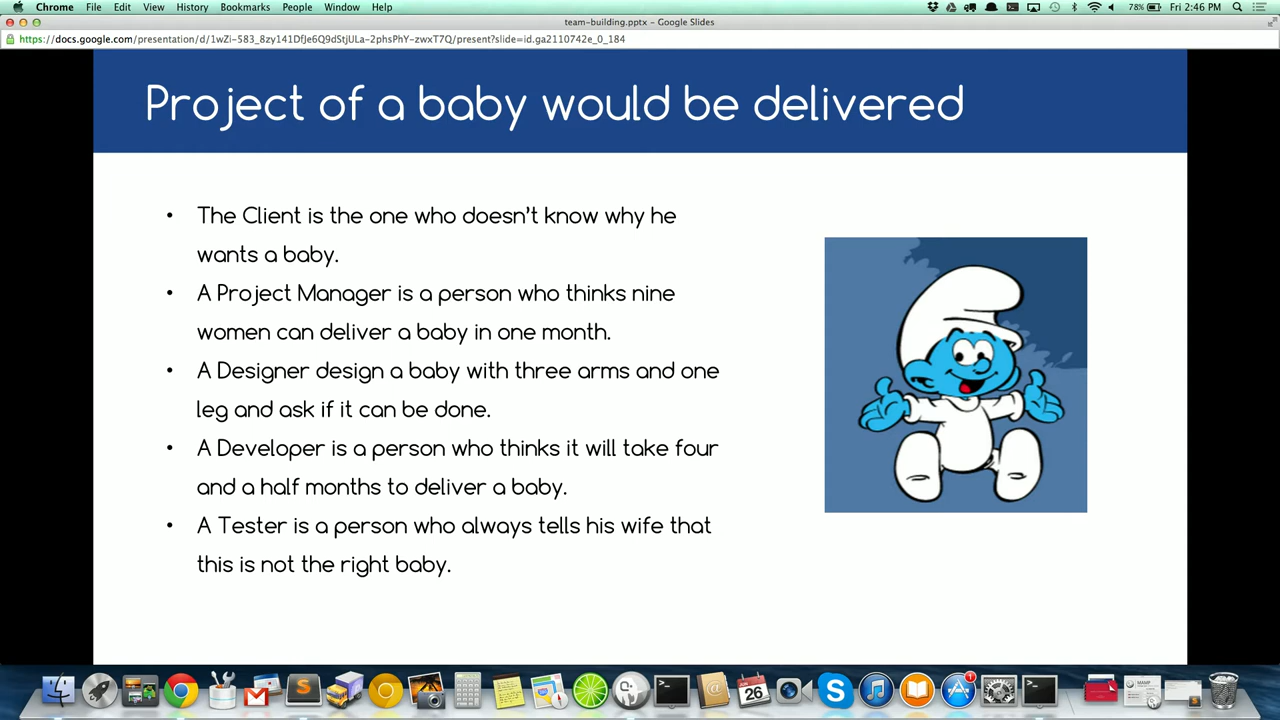 Chrome File Edit View History Bookmarks People Window Help 78% Fri 2:46 PM
team-building.pptx – Google Slides
https://docs.google.com/presentation/d/1wZi-583_8zy141DfJe6Q9dStjULa-2phsPhY-zwxT7Q/present?slide=id.ga2110742e_0_184
Project of a baby would be delivered
• The Client is the one who doesn't know why he
wants a baby.
• A Project Manager is a person who thinks nine
women can deliver a baby in one month.
• A Designer design a baby with three arms and one
leg and ask if it can be done.
• A Developer is a person who thinks it will take four
and a half months to deliver a baby.
• A Tester is a person who always tells his wife that
this is not the right baby.
26
1